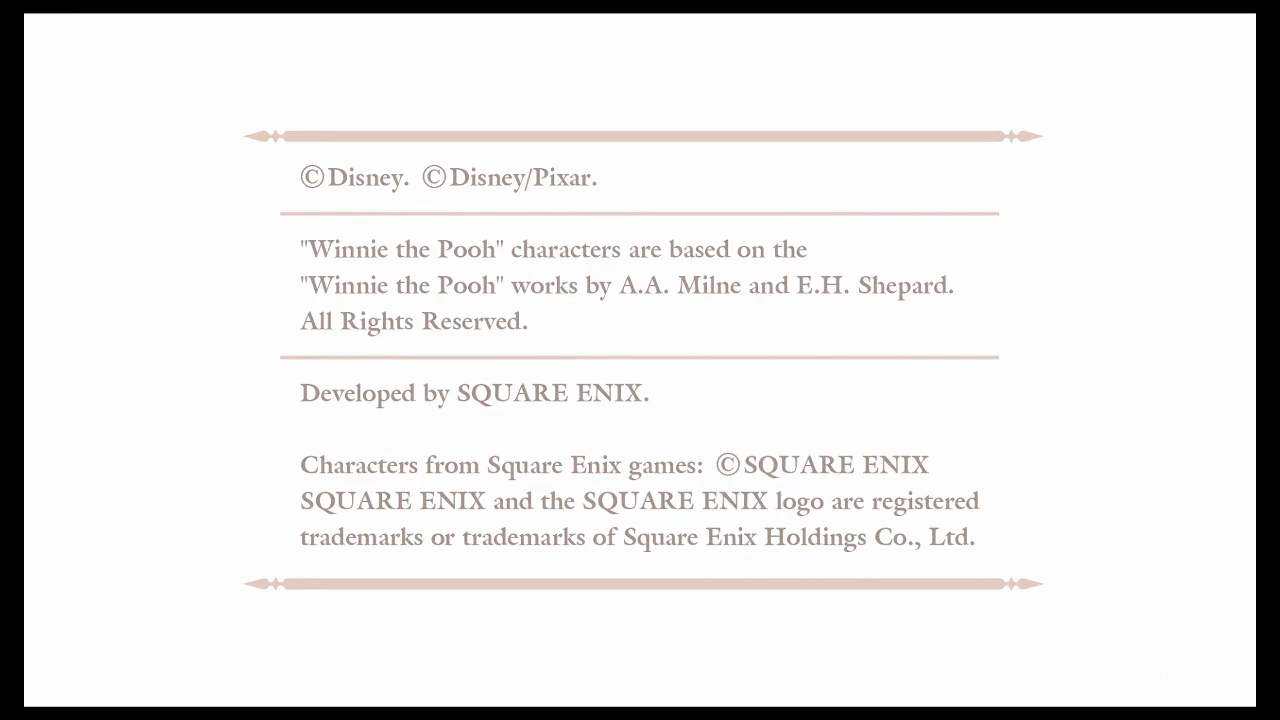 ©Disney. ©Disney/Pixar.
"Winnie the Pooh" characters are based on the
"Winnie the Pooh" works by A.A. Milne and E.H. Shepard.
All Rights Reserved.
Developed by SQUARE ENIX.
Characters from Square Enix games: ©SQUARE ENIX
SQUARE ENIX and the SQUARE ENIX logo are registered
trademarks or trademarks of Square Enix Holdings Co., Ltd.